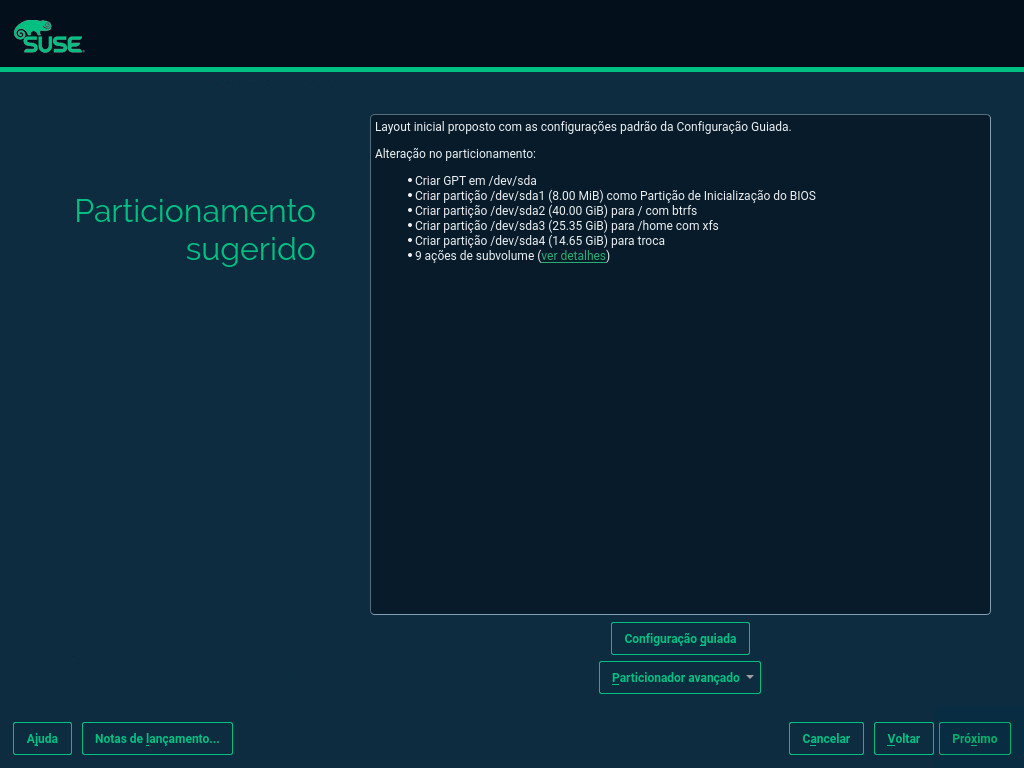 SUSE
Particionamento
sugerido
Layout inicial proposto com as configurações padrão da Configuração Guiada.
Alteração no particionamento:
• Criar GPT em /dev/sda
• Criar partição /dev/sda1 (8.00 MiB) como Partição de Inicialização do BIOS
• Criar partição /dev/sda2 (40.00 GiB) para / com btrfs
• Criar partição /dev/sda3 (25.35 GiB) para /home com xfs
• Criar partição /dev/sda4 (14.65 GiB) para troca
• 9 ações de subvolume (ver detalhes)
Configuração guiada
Particionador avançado
Ajuda
Notas de lançamento...
Cancelar
Voltar
Próximo